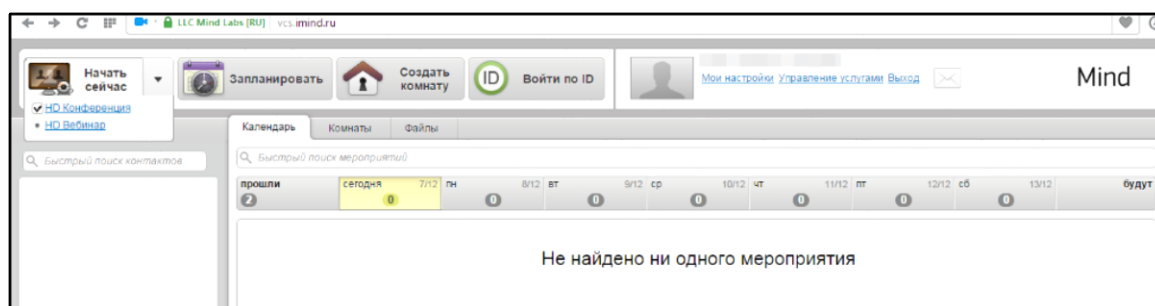 LLC Mind Labs [RU] vcs.imind.ru
Начать сейчас
Запланировать
Создать комнату
ID Войти по ID
Мои настройки Управление услугами Выход
Mind
HD Конференция
HD Вебинар
Календарь Комнаты Файлы
Быстрый поиск контактов
Быстрый поиск мероприятий
прошли сегодня 7/12 пн 8/12 вт 9/12 ср 10/12 чт 11/12 пт 12/12 сб 13/12 будут
2 0 0 0 0 0 0 0
Не найдено ни одного мероприятия